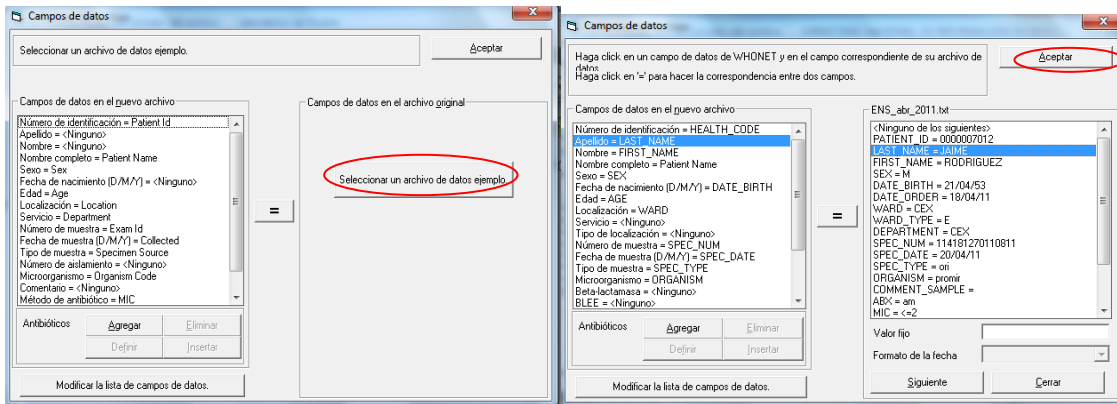 Campos de datos
Seleccionar un archivo de datos ejemplo.
Aceptar
Campos de datos en el nuevo archivo
Número de identificación = Patient Id
Apellido = <Ninguno>
Nombre = <Ninguno>
Nombre completo = Patient Name
Sexo = Sex
Fecha de nacimiento (D/M/Y) = <Ninguno>
Edad = Age
Localización = Location
Servicio = Department
Número de muestra = Exam Id
Fecha de muestra (D/M/Y) = Collected
Tipo de muestra = Specimen Source
Número de aislamiento = <Ninguno>
Microorganismo = Organism Code
Comentario = <Ninguno>
Método de antibiótico = MIC
=
Campos de datos en el archivo original
Seleccionar un archivo de datos ejemplo
Antibióticos
Agregar
Eliminar
Definir
Insertar
Modificar la lista de campos de datos.
Campos de datos
Haga click en un campo de datos de WHONET y en el campo correspondiente de su archivo de
datos.
Haga click en '=' para hacer la correspondencia entre dos campos.
Aceptar
Campos de datos en el nuevo archivo
Número de identificación = HEALTH_CODE
Apellido = LAST_NAME
Nombre = FIRST_NAME
Nombre completo = Patient Name
Sexo = SEX
Fecha de nacimiento (D/M/Y) = DATE_BIRTH
Edad = AGE
Localización = WARD
Servicio = <Ninguno>
Tipo de localización = <Ninguno>
Número de muestra = SPEC_NUM
Fecha de muestra (D/M/Y) = SPEC_DATE
Tipo de muestra = SPEC_TYPE
Microorganismo = ORGANISM
Beta-lactamasa = <Ninguno>
BLEE = <Ninguno>
=
ENS_abr_2011.txt
<Ninguno de los siguientes>
PATIENT_ID = 0000007012
LAST_NAME = JAIME
FIRST_NAME = RODRIGUEZ
SEX = M
DATE_BIRTH = 21/04/53
DATE_ORDER = 18/04/11
WARD = CEX
WARD_TYPE = E
DEPARTMENT = CEX
SPEC_NUM = 114181270110811
SPEC_DATE = 20/04/11
SPEC_TYPE = ori
ORGANISM = promir
COMMENT_SAMPLE =
ABX = am
MIC = <=2
Antibióticos
Agregar
Eliminar
Definir
Insertar
Modificar la lista de campos de datos.
Valor fijo
Formato de la fecha
Siguiente
Cerrar